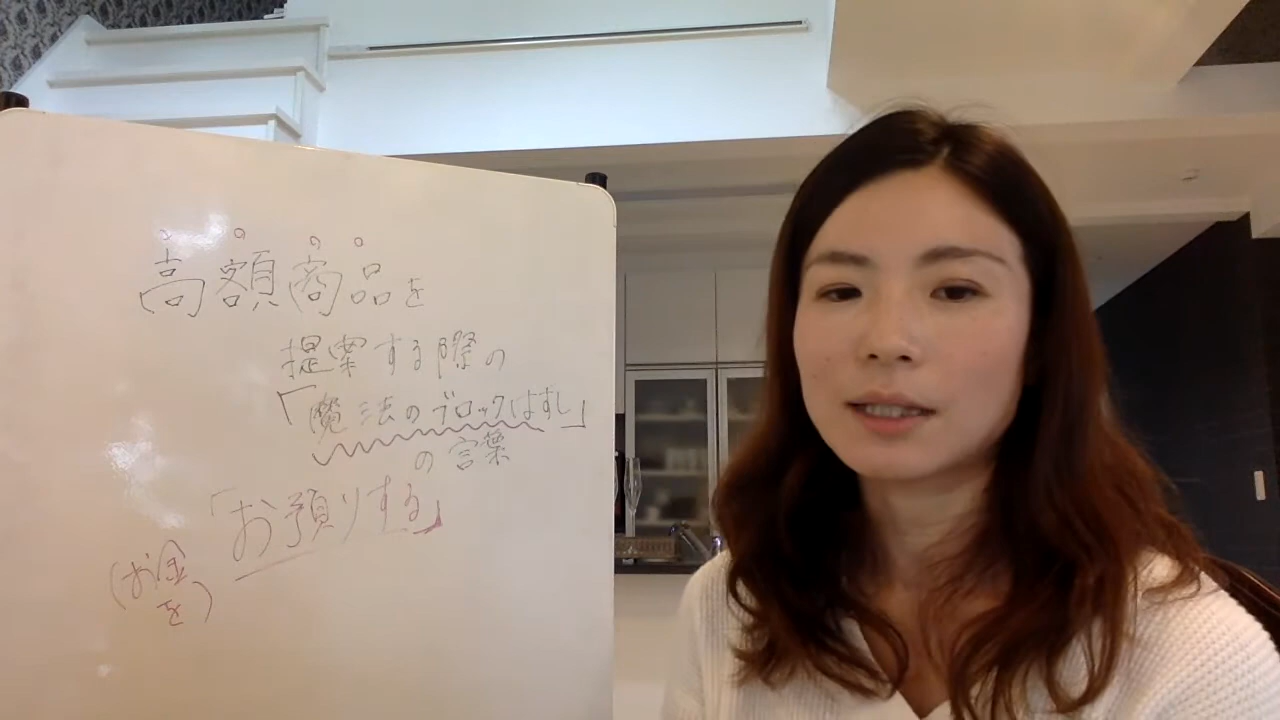 高額商品を
提案する際の
「魔法のブロックはずし」
の言葉
「お預りする」
(お金
を)